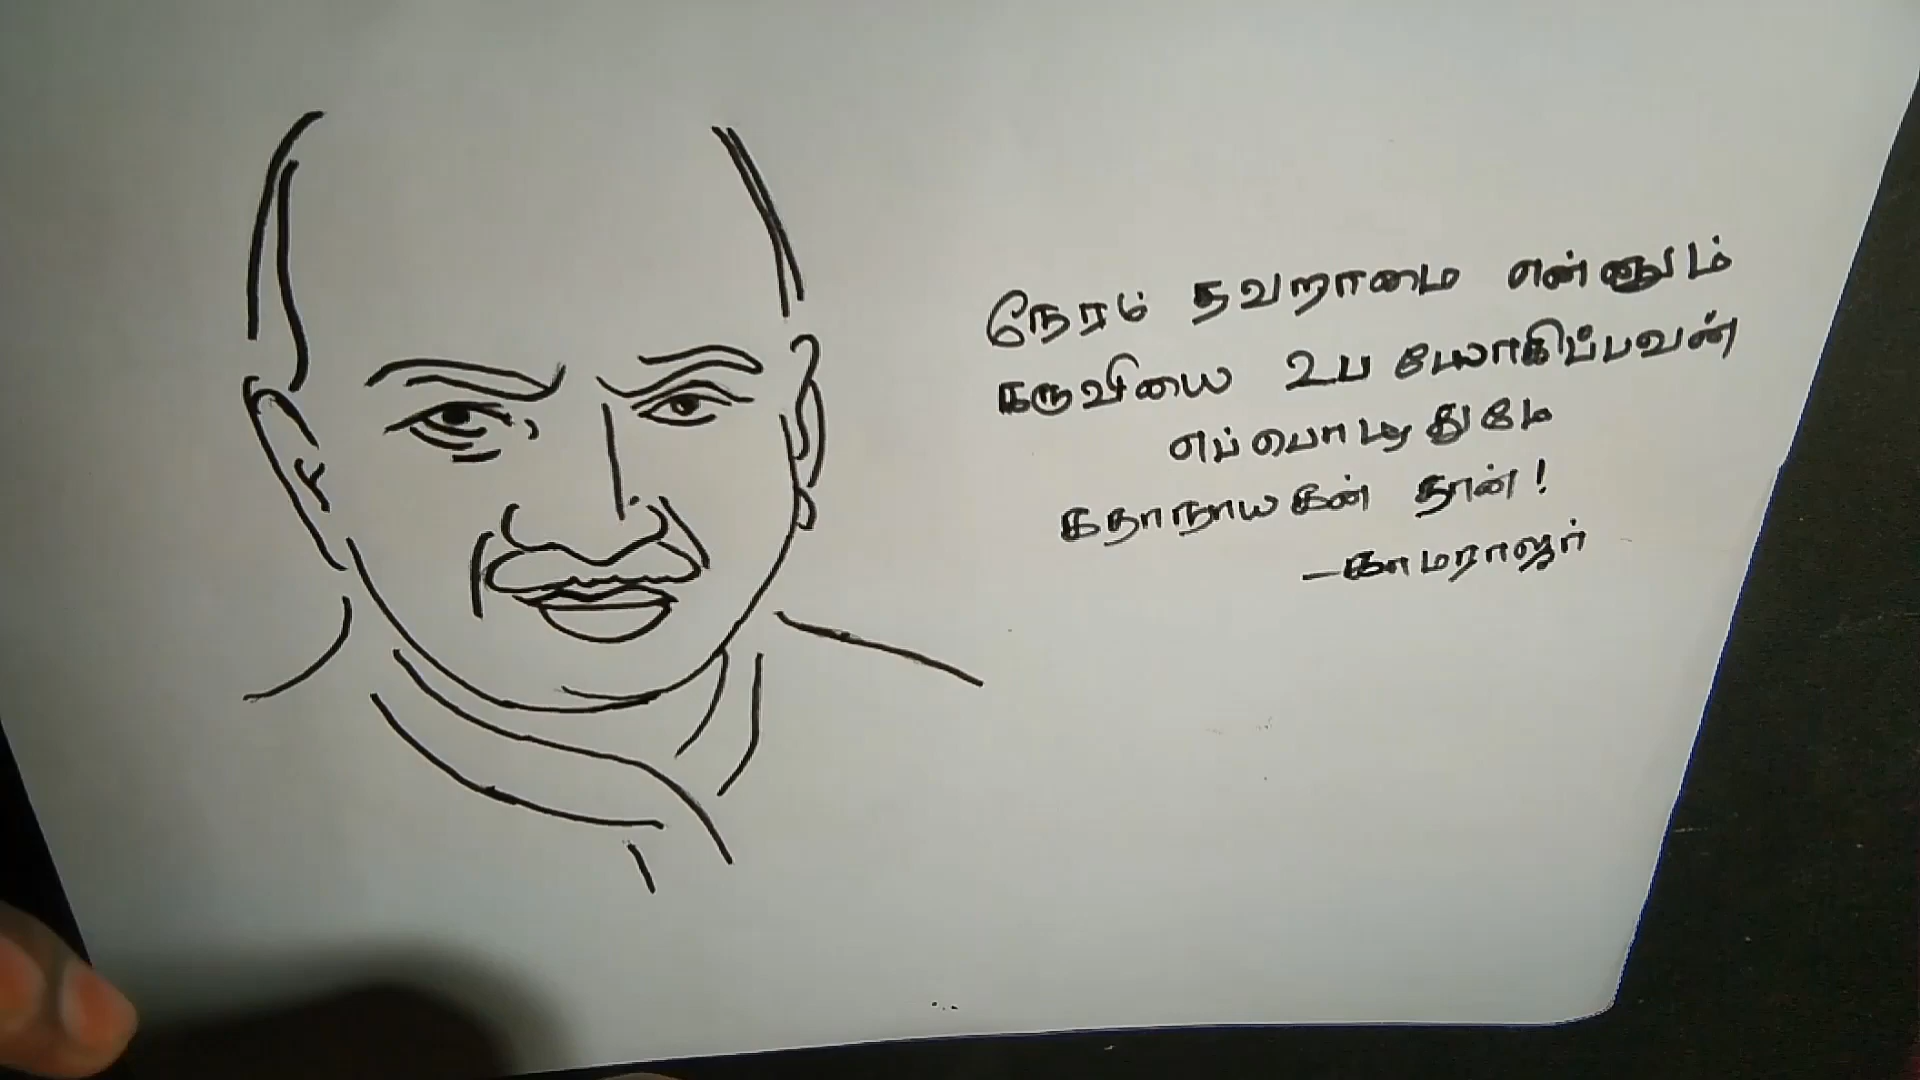 நேரம் தவறாமை என்னும்
கருவியை உபயோகிப்பவன்
எப்பொழுதுமே
கதாநாயகன் தான்!
–காமராஜர்